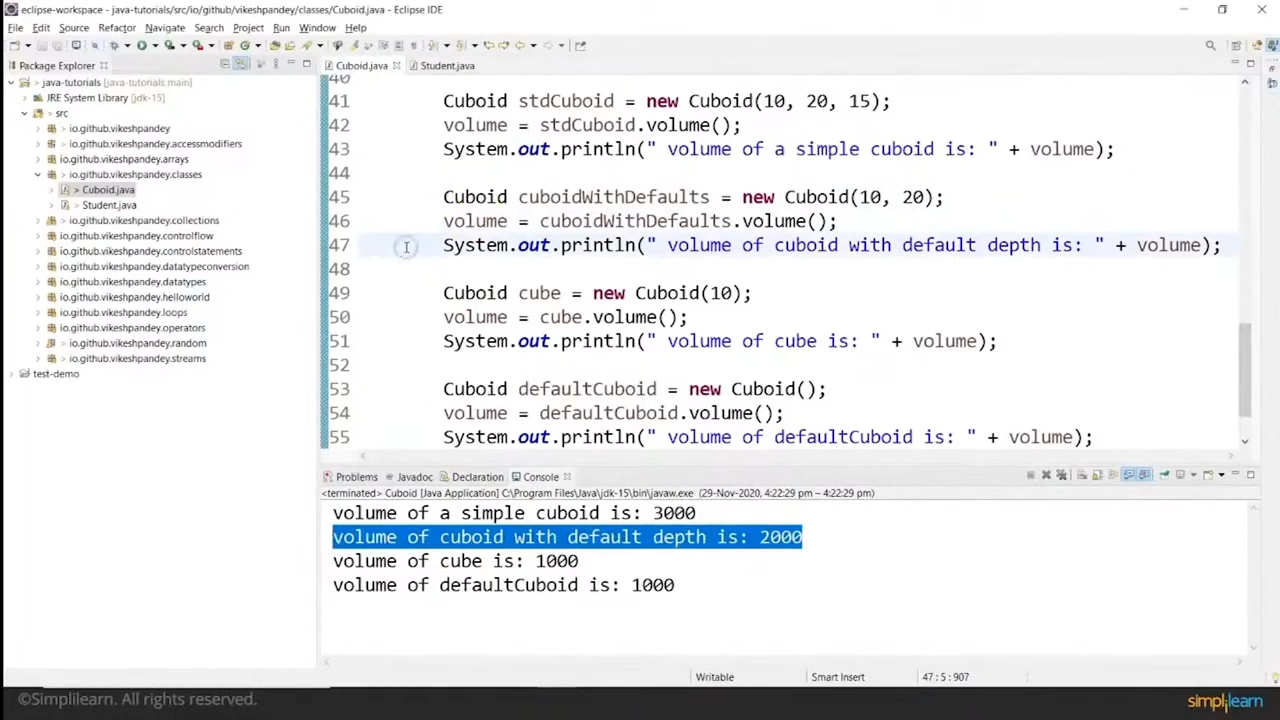 eclipse-workspace - java-tutorials/src/io/github/vikeshpandey/classes/Cuboid.java - Eclipse IDE
File Edit Source Refactor Navigate Search Project Run Window Help
Package Explorer
Cuboid.java
Student.java
java-tutorials [java-tutorials main]
JRE System Library [jdk-15]
src
io.github.vikeshpandey
> io.github.vikeshpandey.accessmodifiers
io.github.vikeshpandey.arrays
> io.github.vikeshpandey.classes
> Cuboid.java
> Student.java
> io.github.vikeshpandey.collections
io.github.vikeshpandey.controlflow
io.github.vikeshpandey.controlstatements
io.github.vikeshpandey.datatypeconversion
io.github.vikeshpandey.datatypes
io.github.vikeshpandey.helloworld
io.github.vikeshpandey.loops
io.github.vikeshpandey.operators
> io.github.vikeshpandey.random
> io.github.vikeshpandey.streams
test-demo
40
41 Cuboid stdCuboid = new Cuboid(10, 20, 15);
42 volume = stdCuboid.volume();
43 System.out.println(" volume of a simple cuboid is: " + volume);
44
45 Cuboid cuboidWithDefaults = new Cuboid(10, 20);
46 volume = cuboidWithDefaults.volume();
47 System.out.println(" volume of cuboid with default depth is: " + volume);
48
49 Cuboid cube = new Cuboid(10);
50 volume = cube.volume();
51 System.out.println(" volume of cube is: " + volume);
52
53 Cuboid defaultCuboid = new Cuboid();
54 volume = defaultCuboid.volume();
55 System.out.println(" volume of defaultCuboid is: " + volume);
Problems Javadoc Declaration Console
<terminated> Cuboid [Java Application] C:\Program Files\Java\jdk-15\bin\javaw.exe (29-Nov-2020, 4:22:29 pm – 4:22:29 pm)
volume of a simple cuboid is: 3000
volume of cuboid with default depth is: 2000
volume of cube is: 1000
volume of defaultCuboid is: 1000
Writable Smart Insert 47 : 5 : 907
©Simplilearn. All rights reserved.
simplilearn